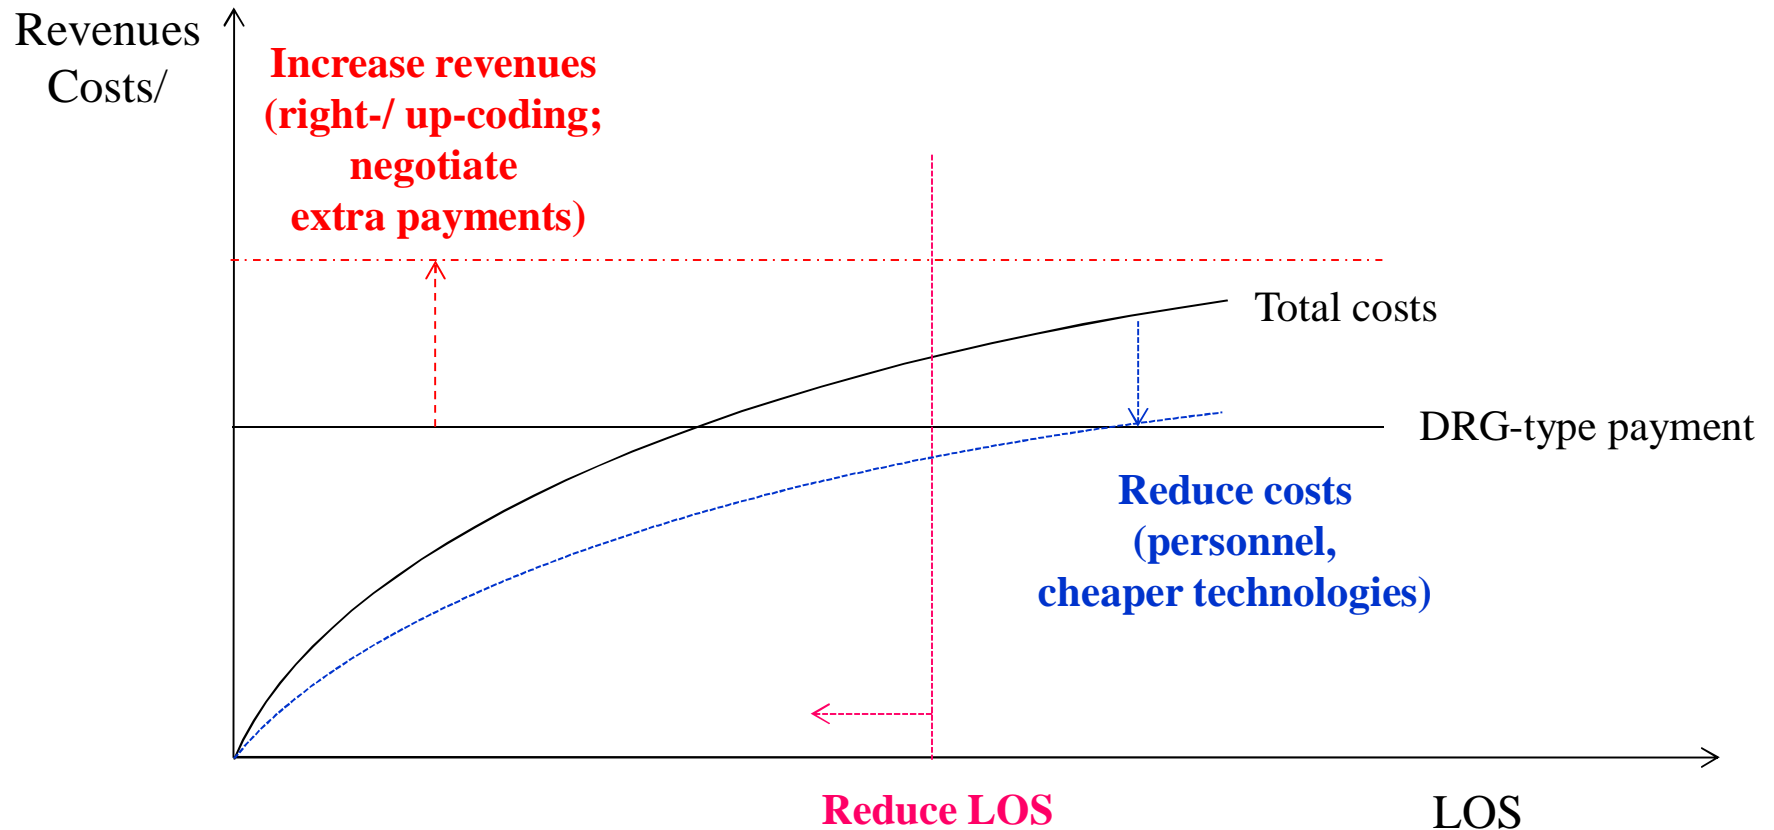 Revenues
Costs/
Increase revenues
(right-/ up-coding;
negotiate
extra payments)
Total costs
DRG-type payment
Reduce costs
(personnel,
cheaper technologies)
Reduce LOS
LOS